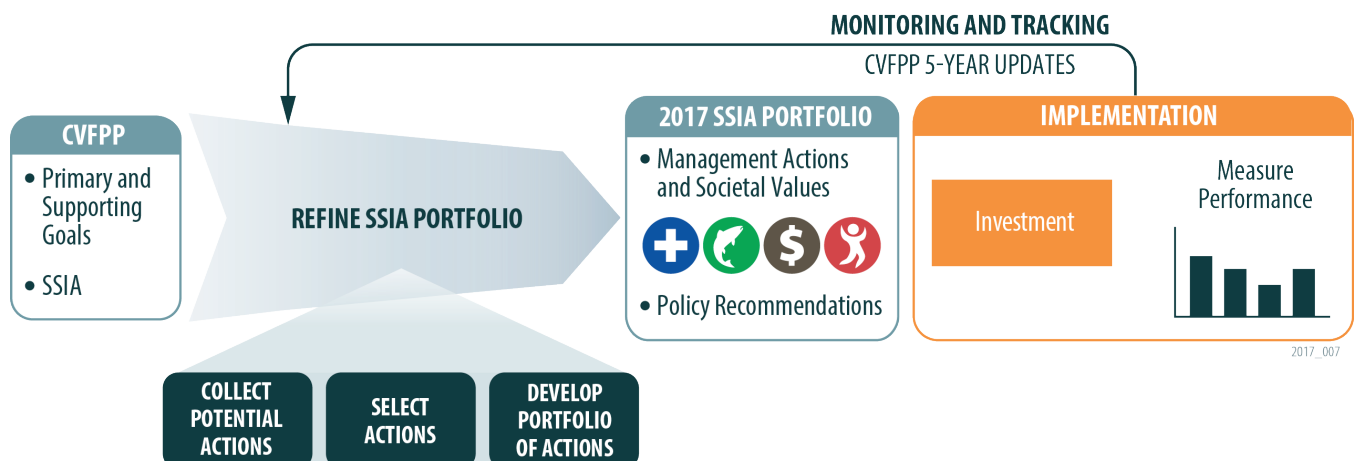 MONITORING AND TRACKING
CVFPP 5-YEAR UPDATES
CVFPP
• Primary and
Supporting
Goals
• SSIA
REFINE SSIA PORTFOLIO
COLLECT
POTENTIAL
ACTIONS
SELECT
ACTIONS
DEVELOP
PORTFOLIO
OF ACTIONS
2017 SSIA PORTFOLIO
• Management Actions
and Societal Values
$
• Policy Recommendations
IMPLEMENTATION
Investment
Measure
Performance
2017_007